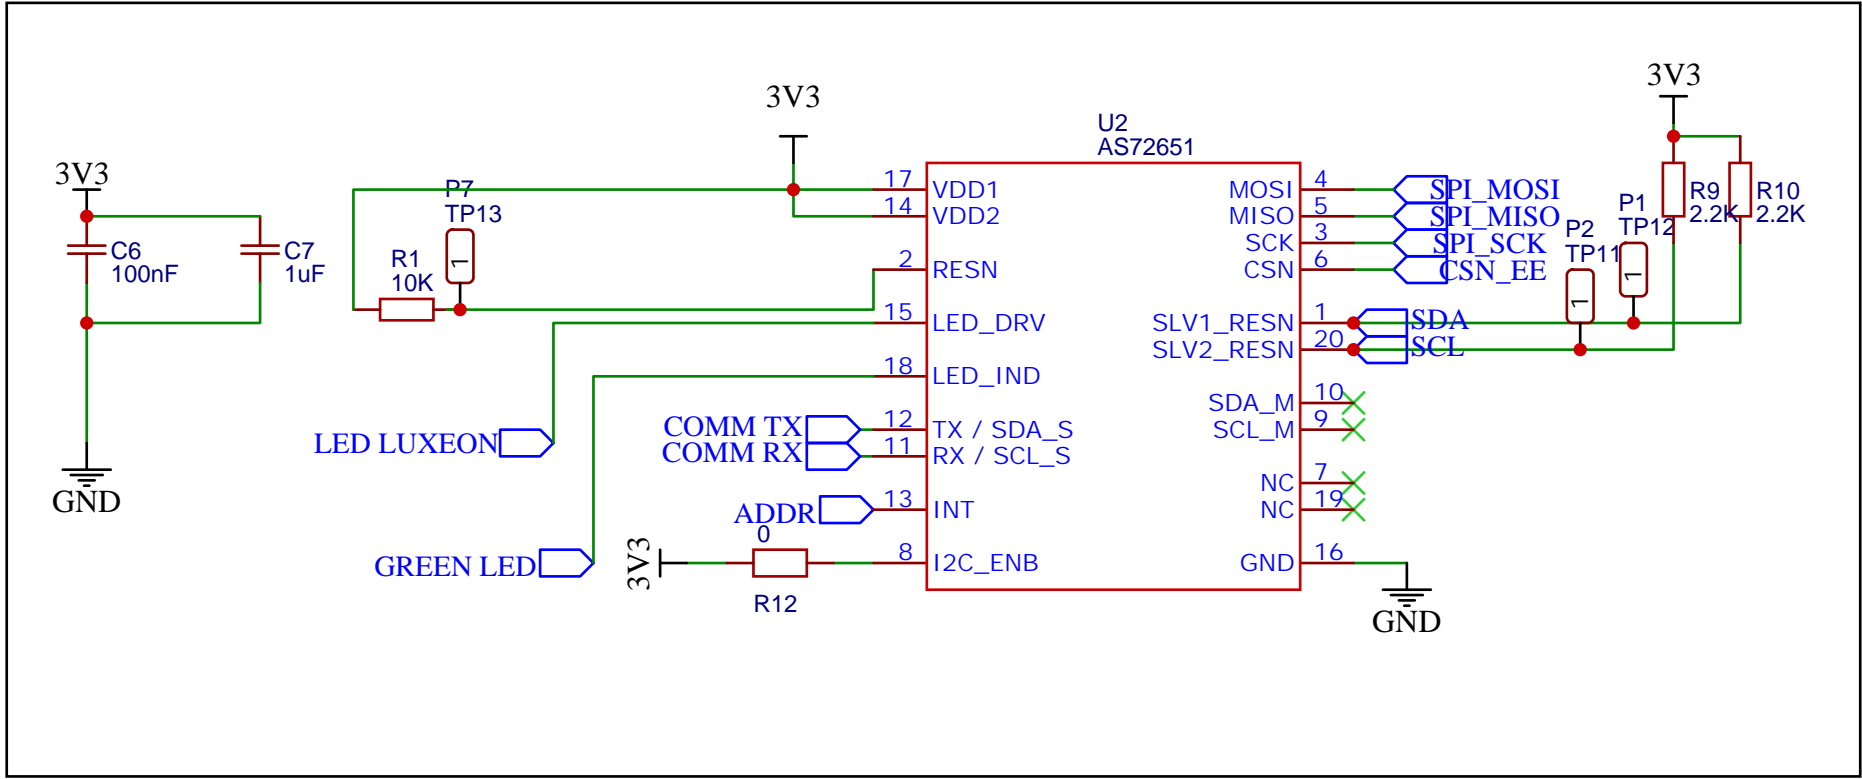 3V3
C6
100nF
C7
1uF
GND
3V3
P7
TP13
1
R1
10K
LED LUXEON
GREEN LED
COMM TX
COMM RX
ADDR
3V3
0
R12
U2
AS72651
17 VDD1
14 VDD2
2 RESN
15 LED_DRV
18 LED_IND
12 TX / SDA_S
11 RX / SCL_S
13 INT
8 I2C_ENB
MOSI 4 SPI_MOSI
MISO 5 SPI_MISO
SCK 3 SPI_SCK
CSN 6 CSN_EE
SLV1_RESN 1 SDA
SLV2_RESN 20 SCL
SDA_M 10
SCL_M 9
NC 7
NC 19
GND 16
GND
3V3
R9
2.2K
R10
2.2K
P1
TP12
1
P2
TP11
1